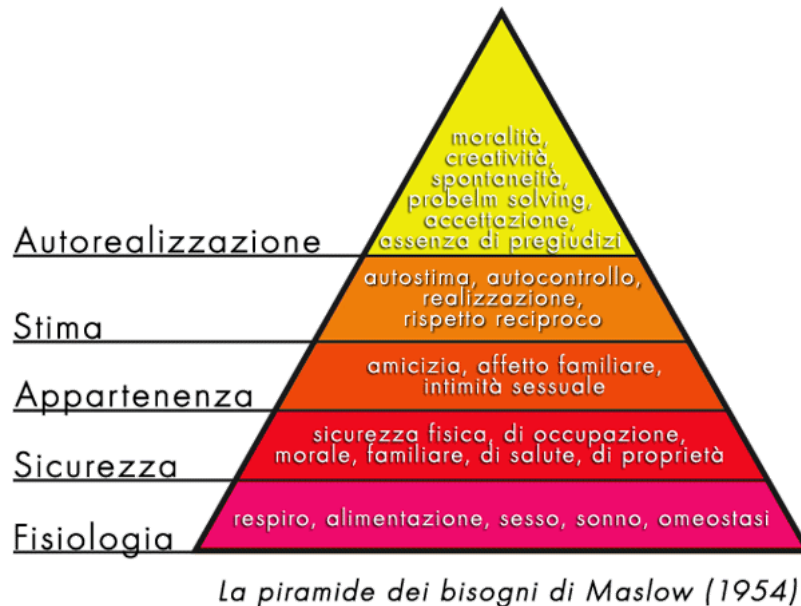 moralità,
creatività,
spontaneità,
probelm solving,
accettazione,
assenza di pregiudizi
Autorealizzazione
autostima, autocontrollo,
realizzazione,
rispetto reciproco
Stima
amicizia, affetto familiare,
intimità sessuale
Appartenenza
sicurezza fisica, di occupazione,
morale, familiare, di salute, di proprietà
Sicurezza
respiro, alimentazione, sesso, sonno, omeostasi
Fisiologia
La piramide dei bisogni di Maslow (1954)